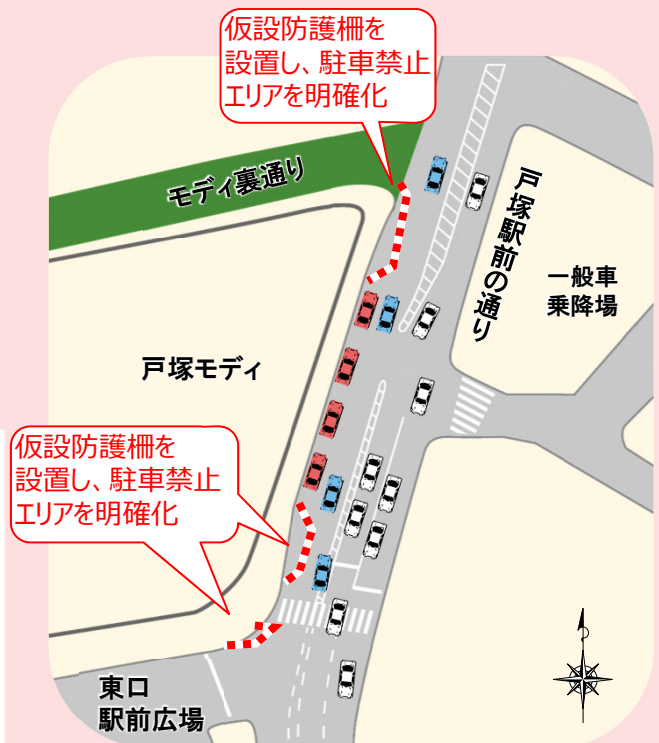 仮設防護柵を
設置し、駐車禁止
エリアを明確化
モディ裏通り
戸塚駅前の通り
一般車
乗降場
戸塚モディ
仮設防護柵を
設置し、駐車禁止
エリアを明確化
東口
駅前広場